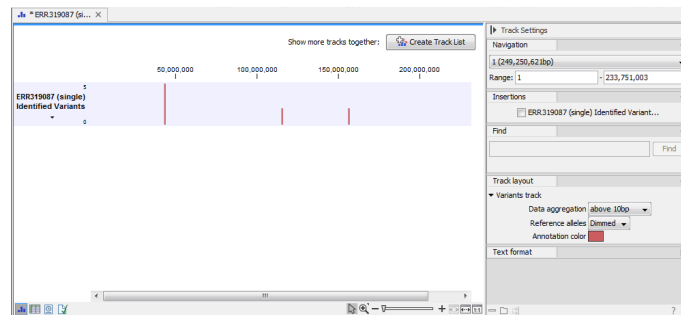 *ERR319087 (si...
Show more tracks together:
Create Track List
50,000,000
100,000,000
150,000,000
200,000,000
5
ERR319087 (single)
Identified Variants
0
Track Settings
Navigation
1 (249,250,621bp)
Range: 1 - 233,751,003
Insertions
ERR319087 (single) Identified Variant...
Find
Find
Track layout
Variants track
Data aggregation above 10bp
Reference alleles Dimmed
Annotation color
Text format
1:1
?